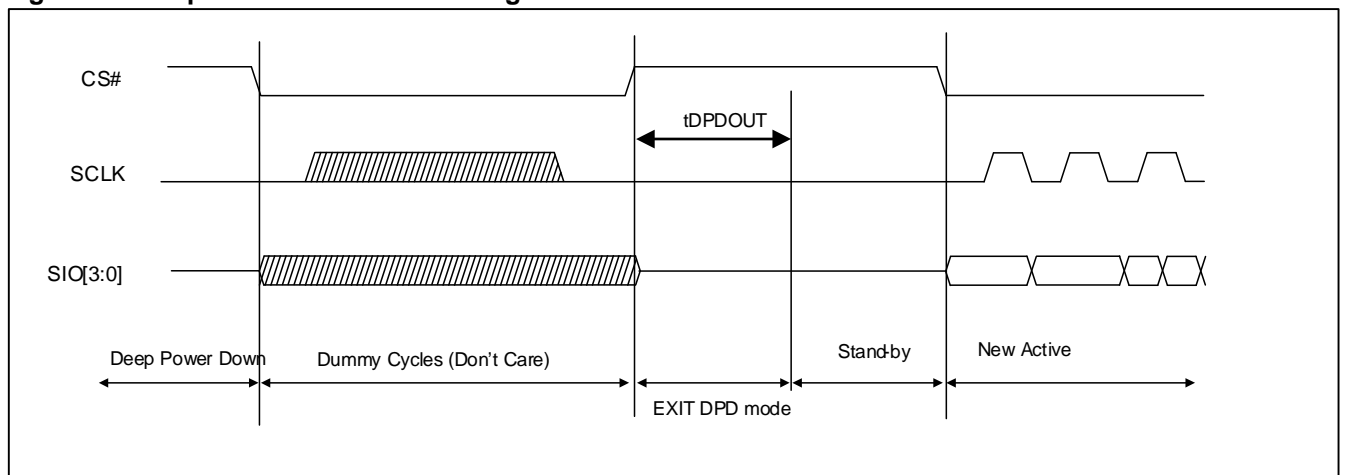 CS#
tDPDOUT
SCLK
SIO[3:0]
Deep Power Down
Dummy Cycles (Don't Care)
Stand-by
New Active
EXIT DPD mode